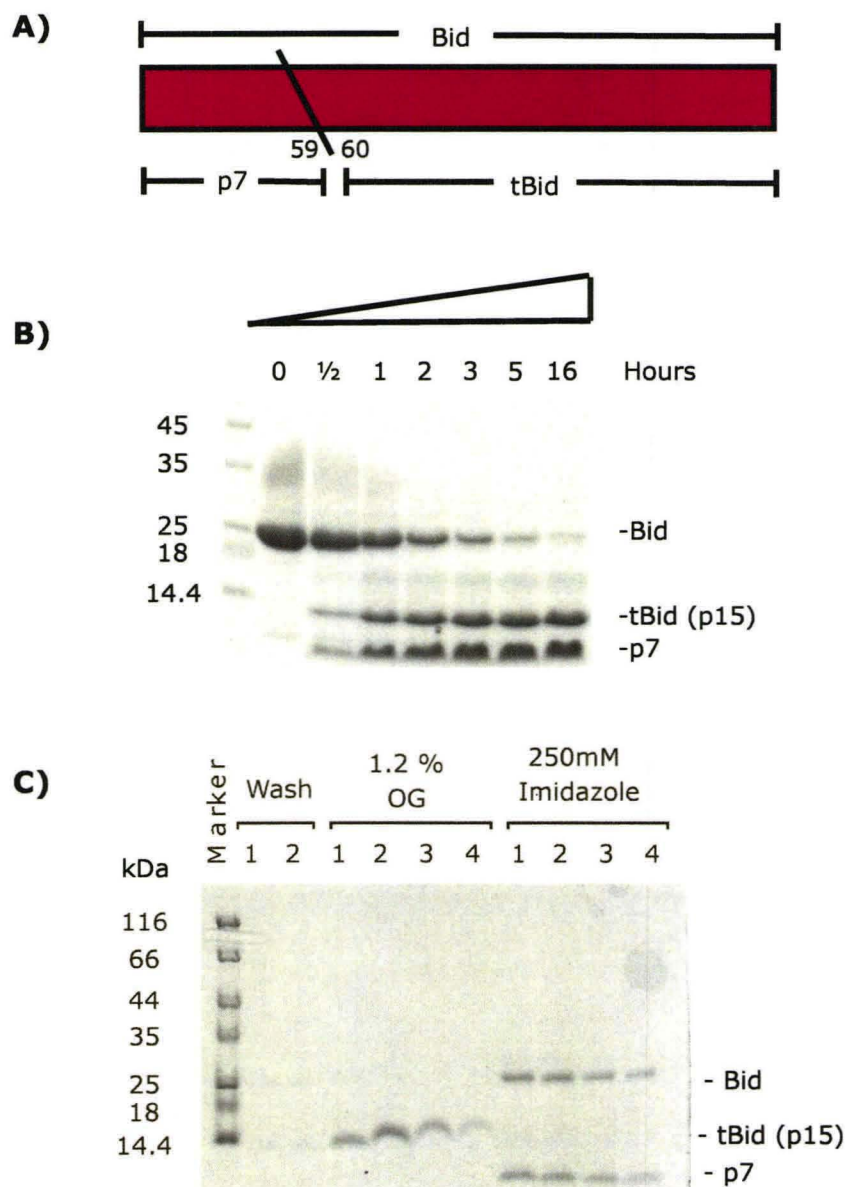 A)
Bid
59 60
p7
tBid
B)
0 ½ 1 2 3 5 16 Hours
45
35
25
18
14.4
-Bid
-tBid (p15)
-p7
C)
Marker
Wash
1.2 %
OG
250mM
Imidazole
1 2 1 2 3 4 1 2 3 4
kDa
116
66
44
35
25
18
14.4
- Bid
- tBid (p15)
- p7